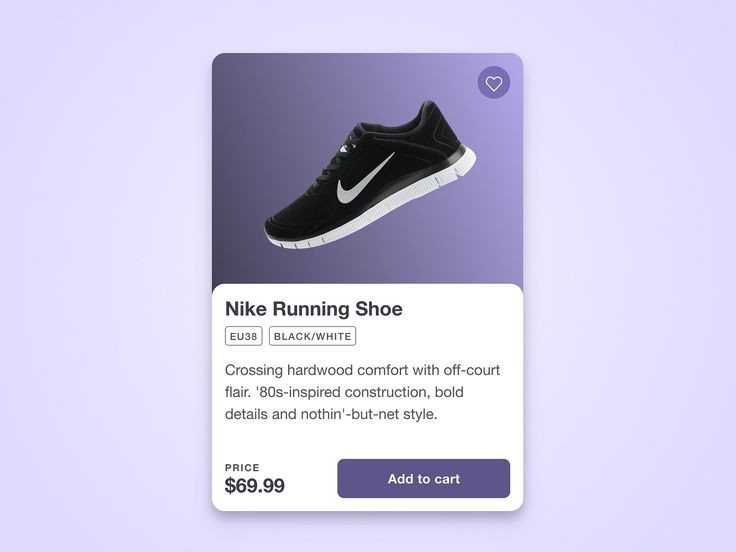 Nike Running Shoe
EU38 BLACK/WHITE
Crossing hardwood comfort with off-court
flair. '80s-inspired construction, bold
details and nothin'-but-net style.
PRICE
$69.99
Add to cart